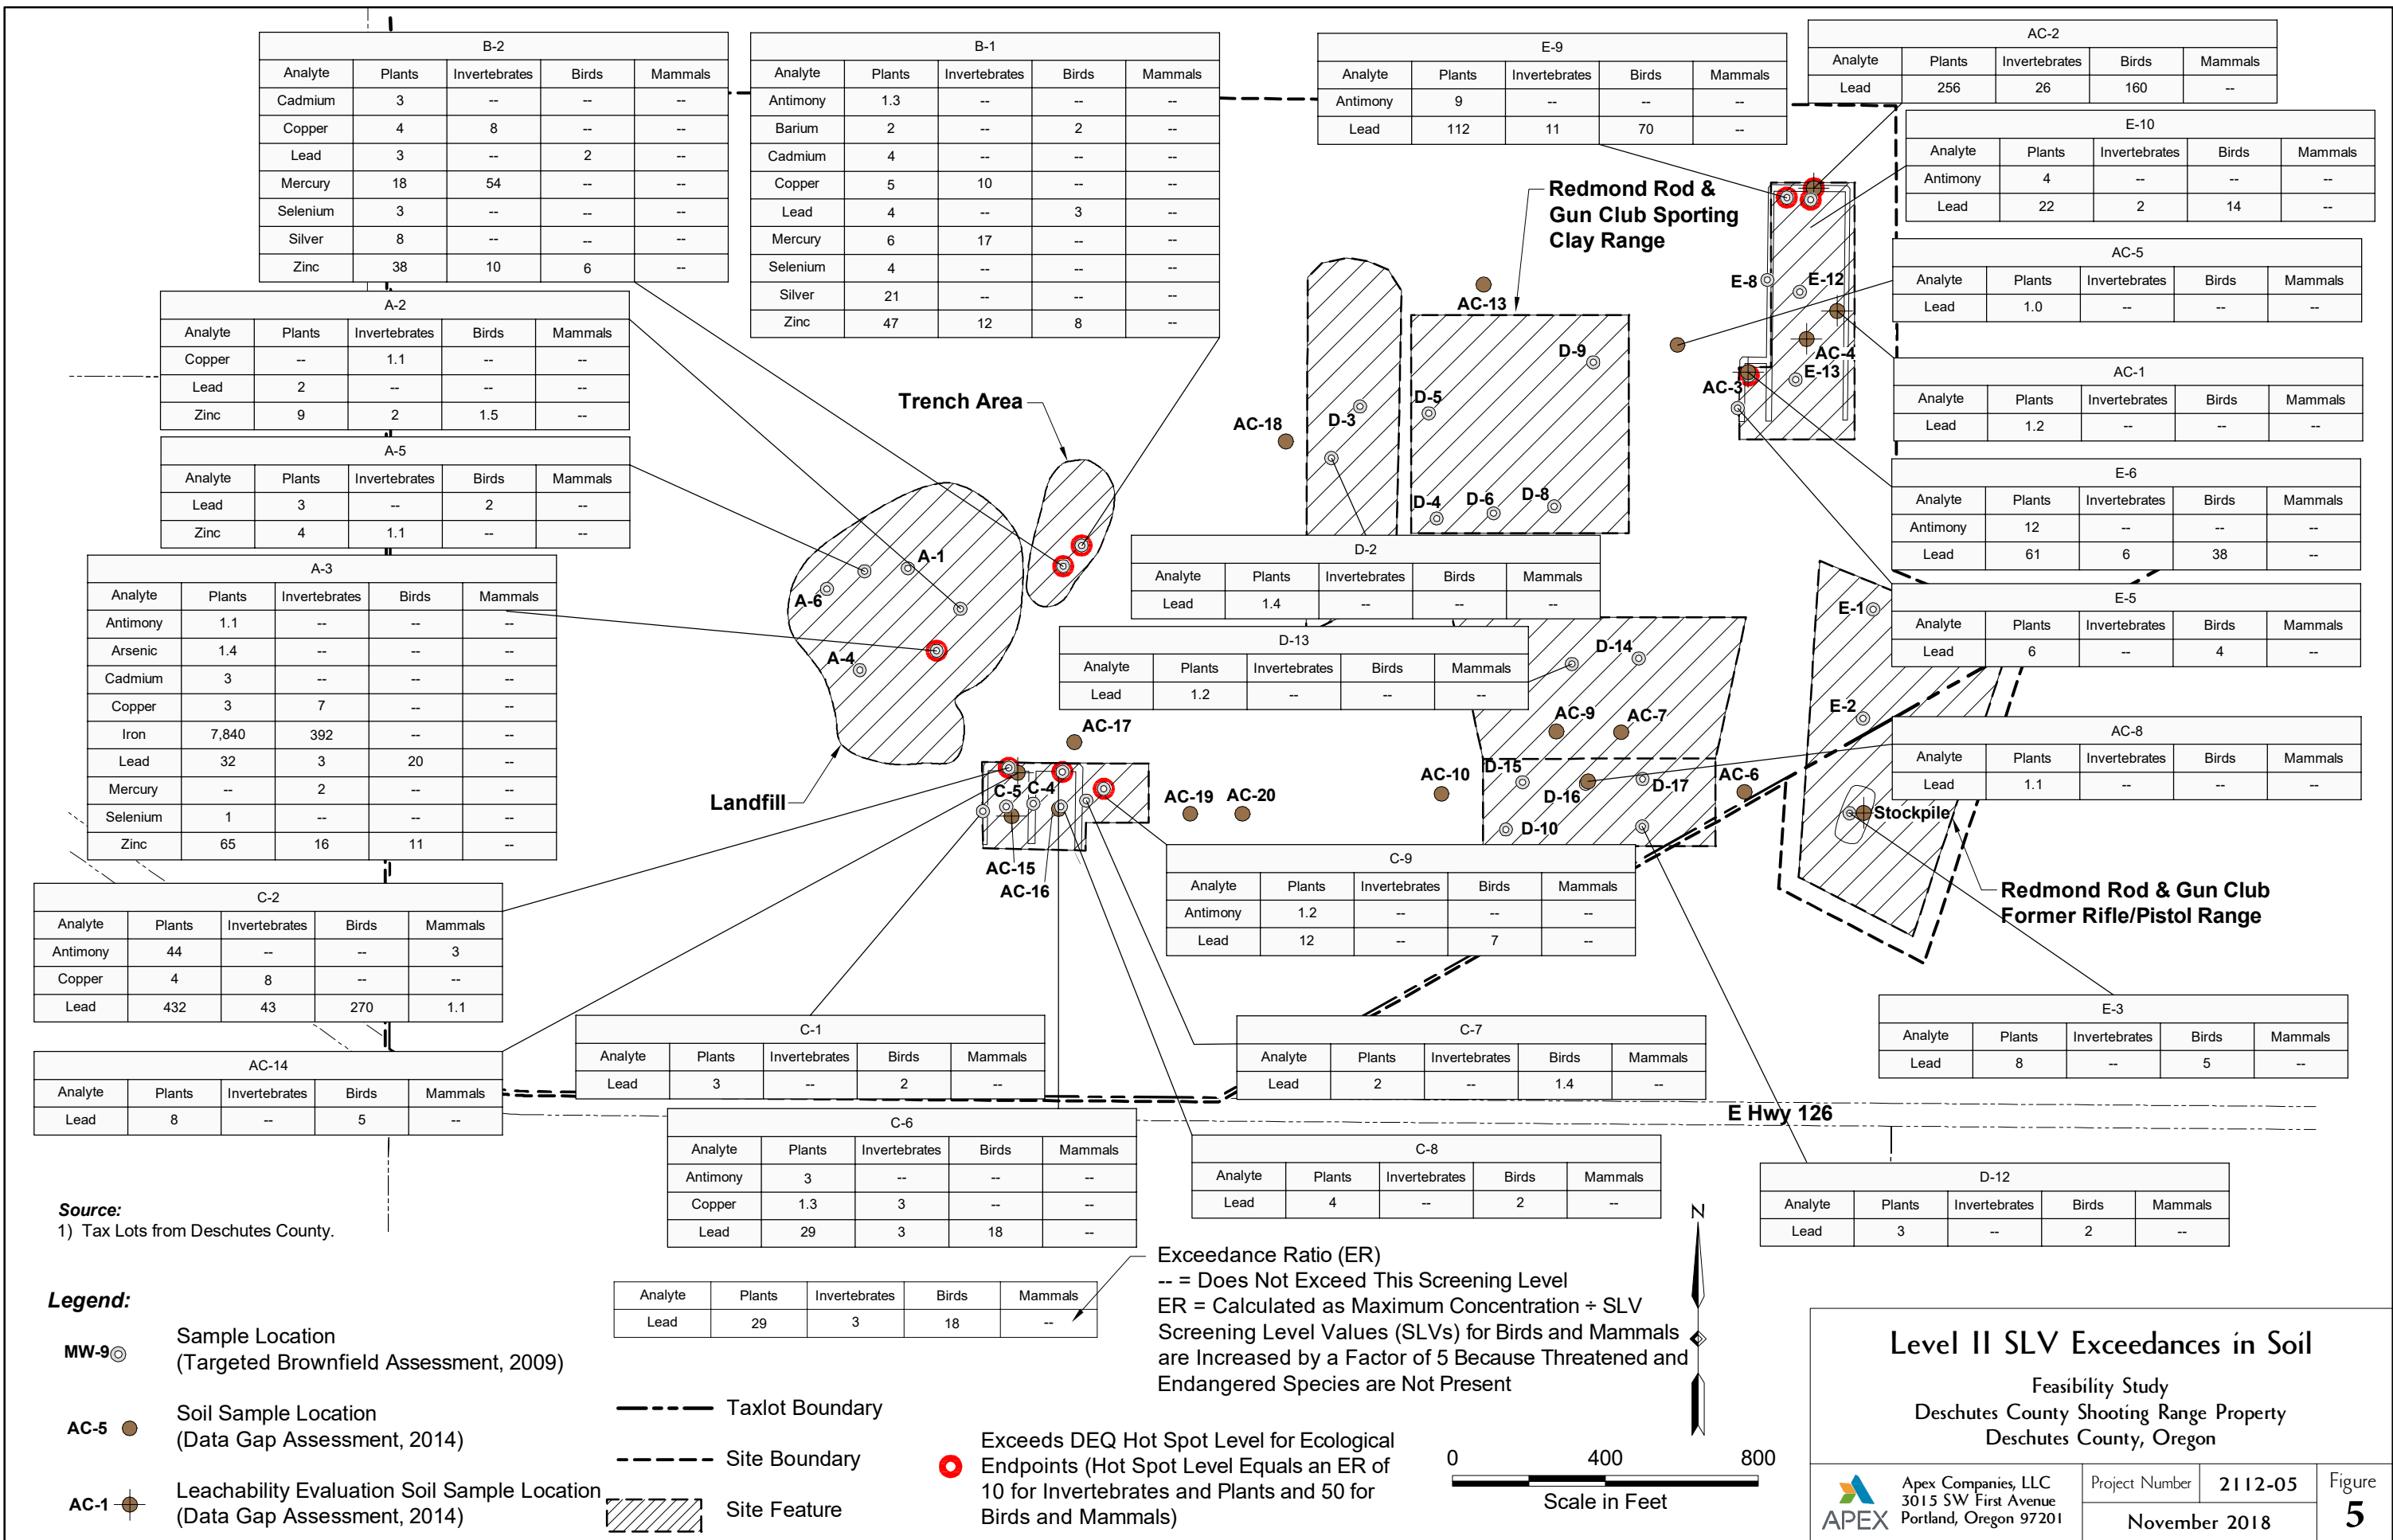 B-2
Analyte Plants Invertebrates Birds Mammals
Cadmium 3 -- -- --
Copper 4 8 -- --
Lead 3 -- 2 --
Mercury 18 54 -- --
Selenium 3 -- -- --
Silver 8 -- -- --
Zinc 38 10 6 --
B-1
Analyte Plants Invertebrates Birds Mammals
Antimony 1.3 -- -- --
Barium 2 -- 2 --
Cadmium 4 -- -- --
Copper 5 10 -- --
Lead 4 -- 3 --
Mercury 6 17 -- --
Selenium 4 -- -- --
Silver 21 -- -- --
Zinc 47 12 8 --
E-9
Analyte Plants Invertebrates Birds Mammals
Antimony 9 -- -- --
Lead 112 11 70 --
AC-2
Analyte Plants Invertebrates Birds Mammals
Lead 256 26 160 --
E-10
Analyte Plants Invertebrates Birds Mammals
Antimony 4 -- -- --
Lead 22 2 14 --
AC-5
Analyte Plants Invertebrates Birds Mammals
Lead 1.0 -- -- --
AC-1
Analyte Plants Invertebrates Birds Mammals
Lead 1.2 -- -- --
E-6
Analyte Plants Invertebrates Birds Mammals
Antimony 12 -- -- --
Lead 61 6 38 --
E-5
Analyte Plants Invertebrates Birds Mammals
Lead 6 -- 4 --
AC-8
Analyte Plants Invertebrates Birds Mammals
Lead 1.1 -- -- --
A-2
Analyte Plants Invertebrates Birds Mammals
Copper -- 1.1 -- --
Lead 2 -- -- --
Zinc 9 2 1.5 --
A-5
Analyte Plants Invertebrates Birds Mammals
Lead 3 -- 2 --
Zinc 4 1.1 -- --
A-3
Analyte Plants Invertebrates Birds Mammals
Antimony 1.1 -- -- --
Arsenic 1.4 -- -- --
Cadmium 3 -- -- --
Copper 3 7 -- --
Iron 7,840 392 -- --
Lead 32 3 20 --
Mercury -- 2 -- --
Selenium 1 -- -- --
Zinc 65 16 11 --
C-2
Analyte Plants Invertebrates Birds Mammals
Antimony 44 -- -- 3
Copper 4 8 -- --
Lead 432 43 270 1.1
AC-14
Analyte Plants Invertebrates Birds Mammals
Lead 8 -- 5 --
Redmond Rod &
Gun Club Sporting
Clay Range
Trench Area
Landfill
AC-13
AC-18
D-3
D-5
D-9
D-4
D-6
D-8
E-8
E-12
AC-4
E-13
AC-3
A-1
A-6
A-4
D-2
Analyte Plants Invertebrates Birds Mammals
Lead 1.4 -- -- --
D-13
Analyte Plants Invertebrates Birds Mammals
Lead 1.2 -- -- --
D-14
E-1
E-2
AC-9
AC-7
AC-17
D-15
AC-10
D-16
D-17
AC-6
Stockpile
C-5
C-4
AC-19
AC-20
D-10
AC-15
AC-16
Redmond Rod & Gun Club
Former Rifle/Pistol Range
C-9
Analyte Plants Invertebrates Birds Mammals
Antimony 1.2 -- -- --
Lead 12 -- 7 --
C-1
Analyte Plants Invertebrates Birds Mammals
Lead 3 -- 2 --
C-7
Analyte Plants Invertebrates Birds Mammals
Lead 2 -- 1.4 --
E-3
Analyte Plants Invertebrates Birds Mammals
Lead 8 -- 5 --
E Hwy 126
C-6
Analyte Plants Invertebrates Birds Mammals
Antimony 3 -- -- --
Copper 1.3 3 -- --
Lead 29 3 18 --
C-8
Analyte Plants Invertebrates Birds Mammals
Lead 4 -- 2 --
D-12
Analyte Plants Invertebrates Birds Mammals
Lead 3 -- 2 --
Source:
1) Tax Lots from Deschutes County.
Legend:
MW-9 Sample Location
(Targeted Brownfield Assessment, 2009)
AC-5 Soil Sample Location
(Data Gap Assessment, 2014)
AC-1 Leachability Evaluation Soil Sample Location
(Data Gap Assessment, 2014)
Analyte Plants Invertebrates Birds Mammals
Lead 29 3 18 --
Exceedance Ratio (ER)
-- = Does Not Exceed This Screening Level
ER = Calculated as Maximum Concentration ÷ SLV
Screening Level Values (SLVs) for Birds and Mammals
are Increased by a Factor of 5 Because Threatened and
Endangered Species are Not Present
Taxlot Boundary
Site Boundary
Site Feature
Exceeds DEQ Hot Spot Level for Ecological
Endpoints (Hot Spot Level Equals an ER of
10 for Invertebrates and Plants and 50 for
Birds and Mammals)
N
0 400 800
Scale in Feet
Level II SLV Exceedances in Soil
Feasibility Study
Deschutes County Shooting Range Property
Deschutes County, Oregon
APEX
Apex Companies, LLC
3015 SW First Avenue
Portland, Oregon 97201
Project Number 2112-05
November 2018
Figure
5